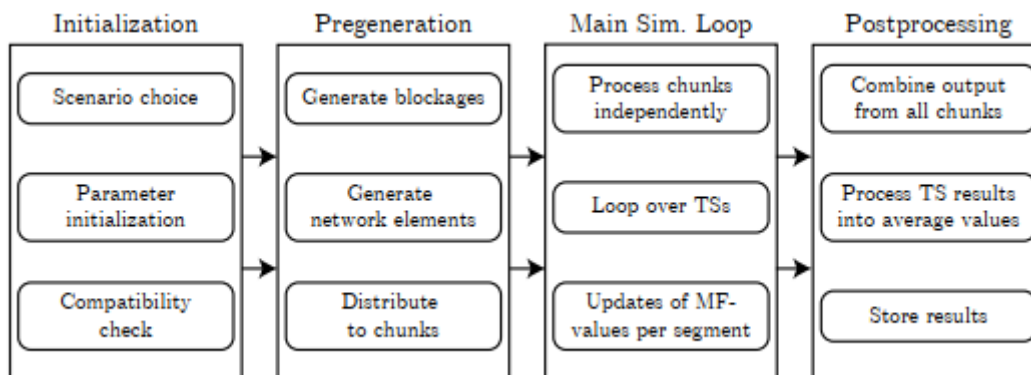 Initialization
Scenario choice
Parameter
initialization
Compatibility
check
Pregeneration
Generate blockages
Generate
network elements
Distribute
to chunks
Main Sim. Loop
Process chunks
independently
Loop over TSs
Updates of MF-
values per segment
Postprocessing
Combine output
from all chunks
Process TS results
into average values
Store results